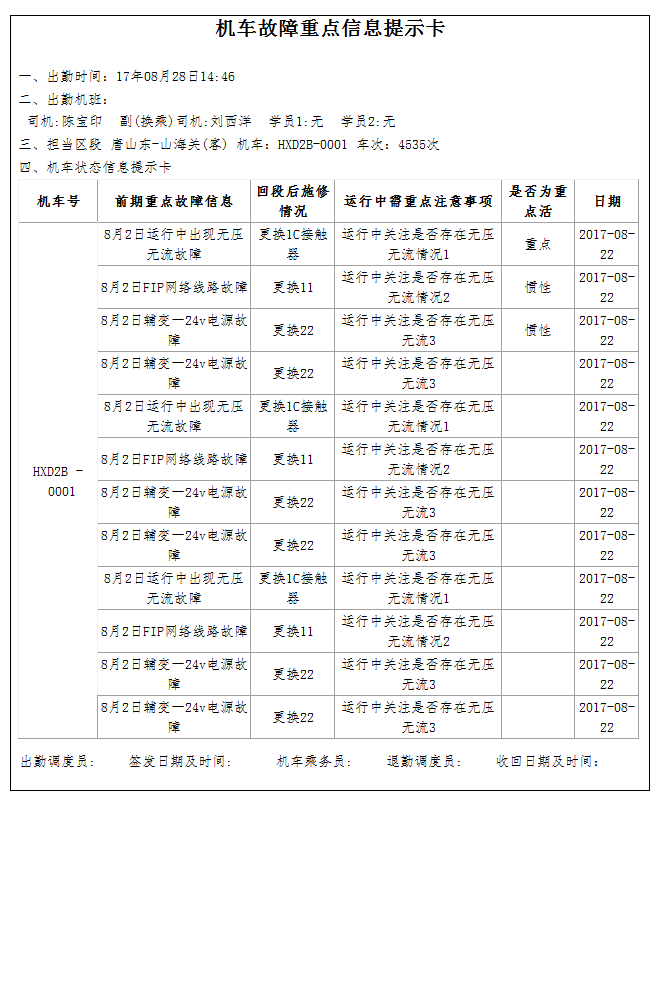 机车故障重点信息提示卡
一、出勤时间: 17年08月28日14:46
二、出勤机班:
司机:陈宝印 副(换乘)司机:刘西洋 学员1:无 学员2:无
三、担当区段 唐山东-山海关(客) 机车: HXD2B-0001 车次: 4535次
四、机车状态信息提示卡
机车号 前期重点故障信息 回段后施修情况 运行中需重点注意事项 是否为重点活 日期
HXD2B -0001
8月2日运行中出现无压无流故障 更换1C接触器 运行中关注是否存在无压无流情况1 重点 2017-08-22
8月2日FIP网络线路故障 更换11 运行中关注是否存在无压无流情况2 惯性 2017-08-22
8月2日辅变一24v电源故障 更换22 运行中关注是否存在无压无流3 惯性 2017-08-22
8月2日辅变一24v电源故障 更换22 运行中关注是否存在无压无流3 2017-08-22
8月2日运行中出现无压无流故障 更换1C接触器 运行中关注是否存在无压无流情况1 2017-08-22
8月2日FIP网络线路故障 更换11 运行中关注是否存在无压无流情况2 2017-08-22
8月2日辅变一24v电源故障 更换22 运行中关注是否存在无压无流3 2017-08-22
8月2日辅变一24v电源故障 更换22 运行中关注是否存在无压无流3 2017-08-22
8月2日运行中出现无压无流故障 更换1C接触器 运行中关注是否存在无压无流情况1 2017-08-22
8月2日FIP网络线路故障 更换11 运行中关注是否存在无压无流情况2 2017-08-22
8月2日辅变一24v电源故障 更换22 运行中关注是否存在无压无流3 2017-08-22
8月2日辅变一24v电源故障 更换22 运行中关注是否存在无压无流3 2017-08-22
出勤调度员: 签发日期及时间: 机车乘务员: 退勤调度员: 收回日期及时间: